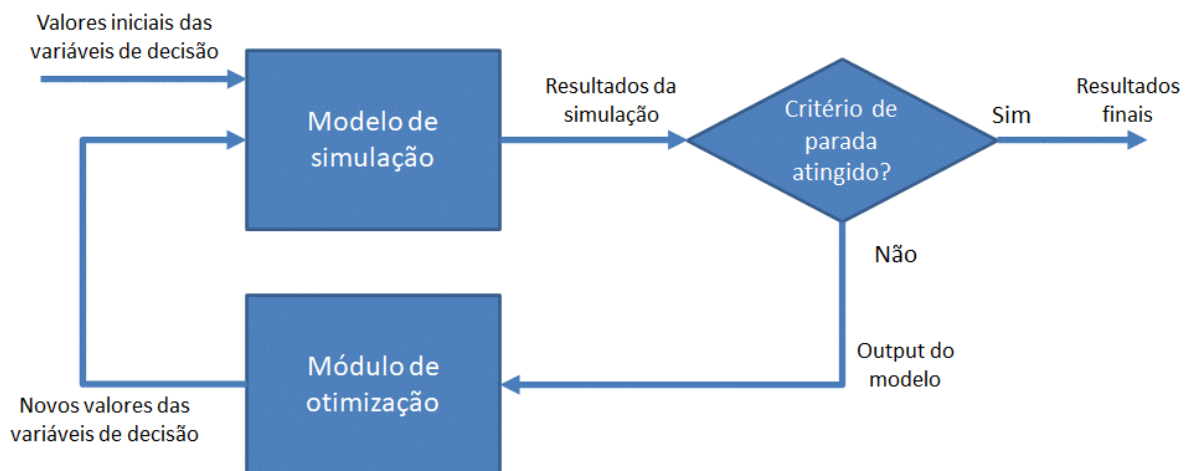 Valores iniciais das
variáveis de decisão
Modelo de
simulação
Resultados da
simulação
Critério de
parada
atingido?
Sim
Resultados
finais
Não
Output do
modelo
Módulo de
otimização
Novos valores das
variáveis de decisão